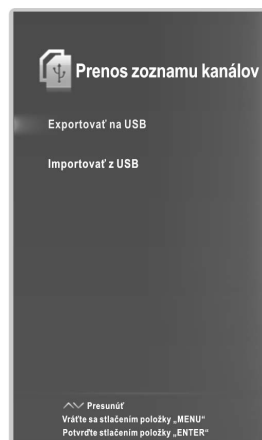 Prenos zoznamu kanálov
Exportovať na USB
Importovať z USB
Presunúť
Vráťte sa stlačením položky „MENU“
Potvrďte stlačením položky „ENTER“